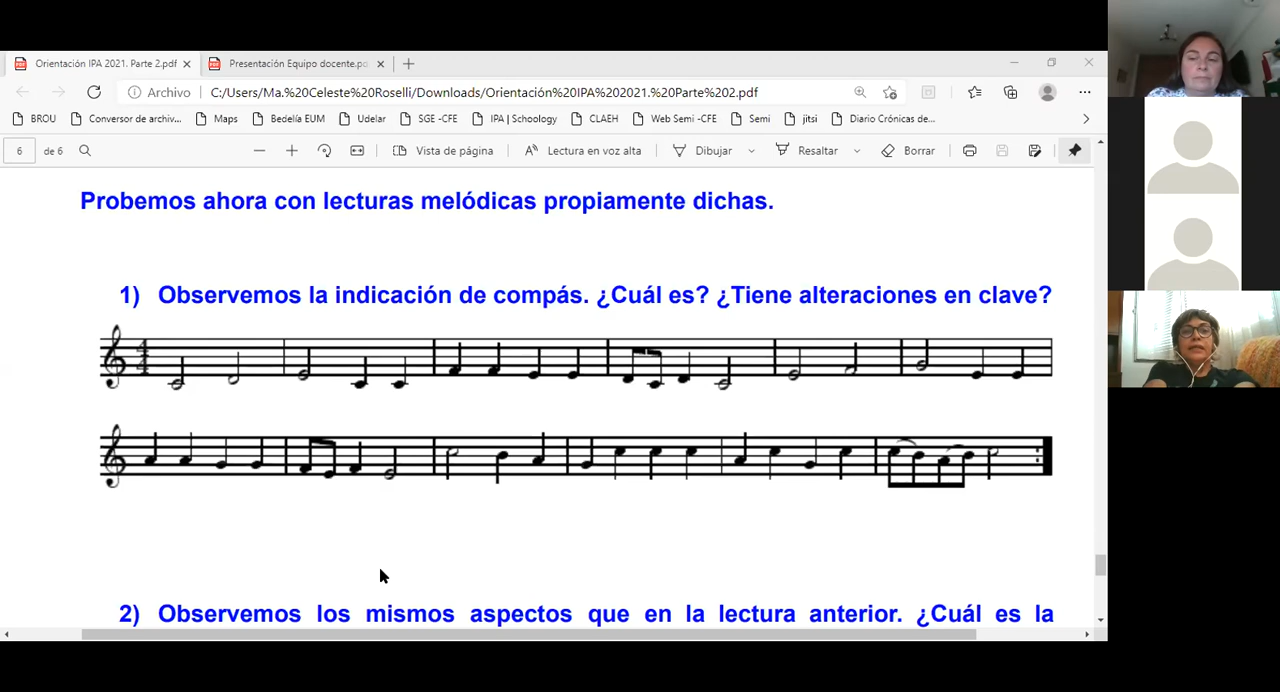 Orientación IPA 2021. Parte 2.pdf
Presentación Equipo docente.pd
Archivo C:/Users/Ma.%20Celeste%20Roselli/Downloads/Orientación%20IPA%202021.%20Parte%202.pdf
BROU Conversor de archiv... Maps Bedelía EUM Udelar SGE -CFE IPA | Schoology CLAEH Web Semi -CFE Semi jitsi Diario Crónicas de...
6 de 6 Vista de página Lectura en voz alta Dibujar Resaltar Borrar
Probemos ahora con lecturas melódicas propiamente dichas.
1) Observemos la indicación de compás. ¿Cuál es? ¿Tiene alteraciones en clave?
4
4
2) Observemos los mismos aspectos que en la lectura anterior. ¿Cuál es la